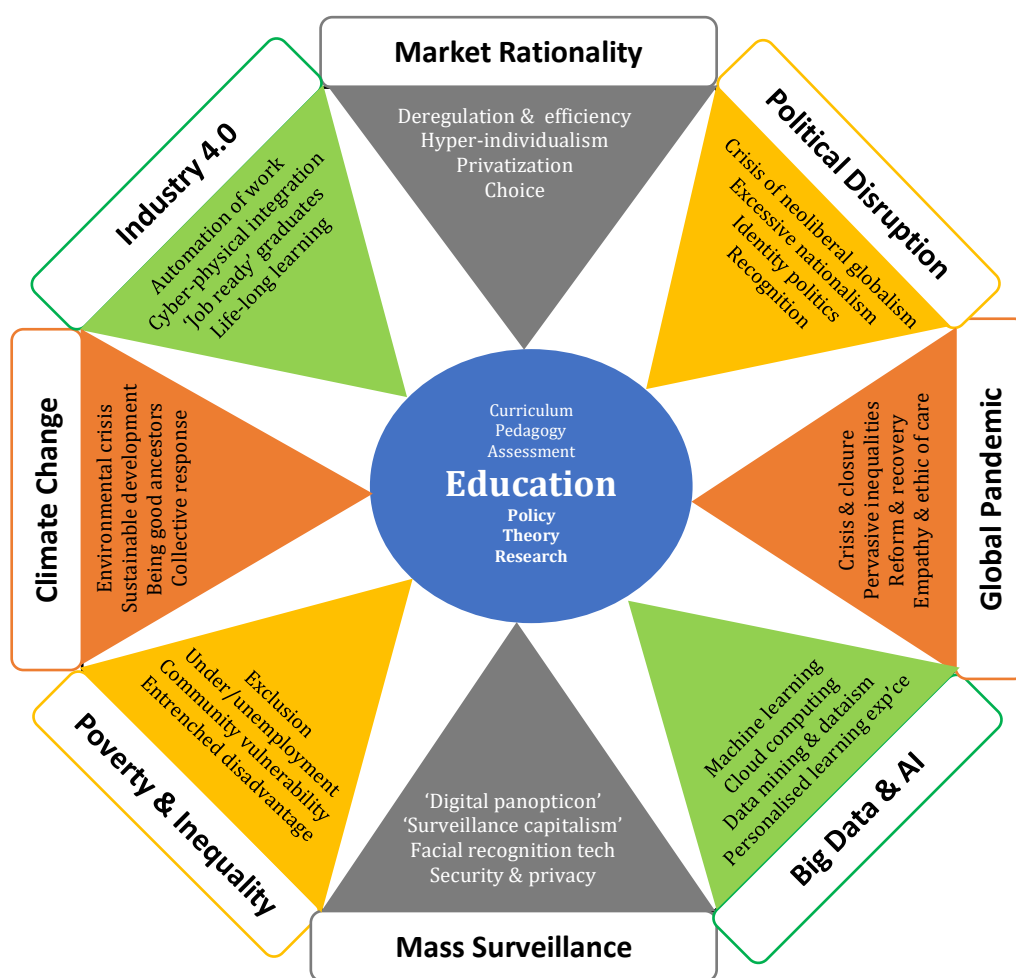 Market Rationality
Deregulation &  efficiency
Hyper-individualism
Privatization
Choice
Political Disruption
Crisis of neoliberal globalism
Excessive nationalism
Identity politics
Recognition
Global Pandemic
Crisis & closure
Pervasive inequalities
Reform & recovery
Empathy & ethic of care
Big Data & AI
Machine learning
Cloud computing
Data mining & dataism
Personalised learning exp'ce
Mass Surveillance
‘Digital panopticon’
‘Surveillance capitalism’
Facial recognition tech
Security & privacy
Poverty & Inequality
Exclusion
Under/unemployment
Community vulnerability
Entrenched disadvantage
Climate Change
Environmental crisis
Sustainable development
Being good ancestors
Collective response
Industry 4.0
Automation of work
Cyber-physical integration
‘Job ready’ graduates
Life-long learning
Curriculum
Pedagogy
Assessment
Education
Policy
Theory
Research